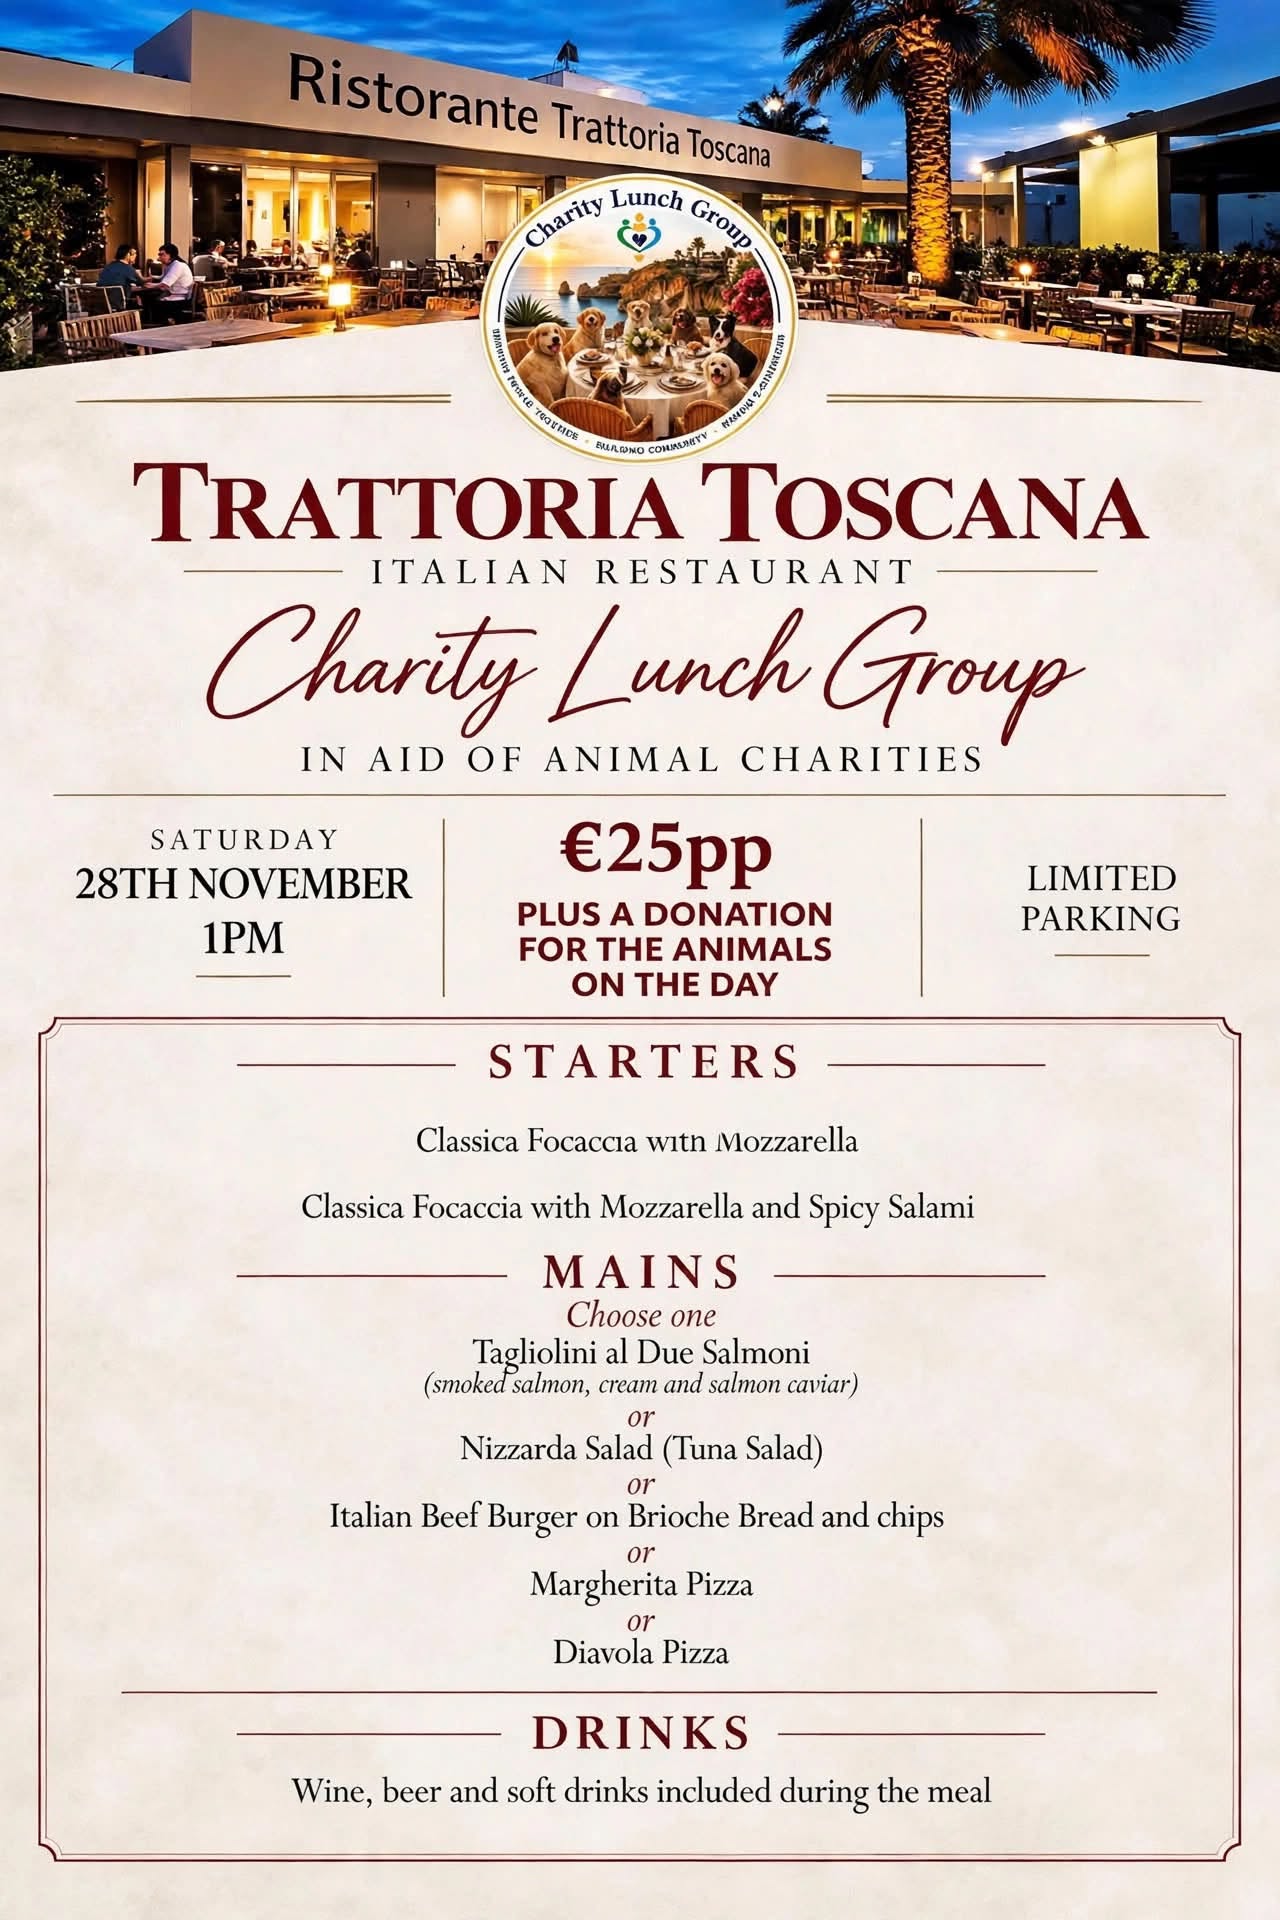 Ristorante Trattoria Toscana
Charity Lunch Group
BUILDING COMMUNITY
TRATTORIA TOSCANA
ITALIAN RESTAURANT
Charity Lunch Group
IN AID OF ANIMAL CHARITIES
SATURDAY
28TH NOVEMBER
1PM
€25pp
PLUS A DONATION
FOR THE ANIMALS
ON THE DAY
LIMITED
PARKING
STARTERS
Classica Focaccia with Mozzarella
Classica Focaccia with Mozzarella and Spicy Salami
MAINS
Choose one
Tagliolini al Due Salmoni
(smoked salmon, cream and salmon caviar)
or
Nizzarda Salad (Tuna Salad)
or
Italian Beef Burger on Brioche Bread and chips
or
Margherita Pizza
or
Diavola Pizza
DRINKS
Wine, beer and soft drinks included during the meal